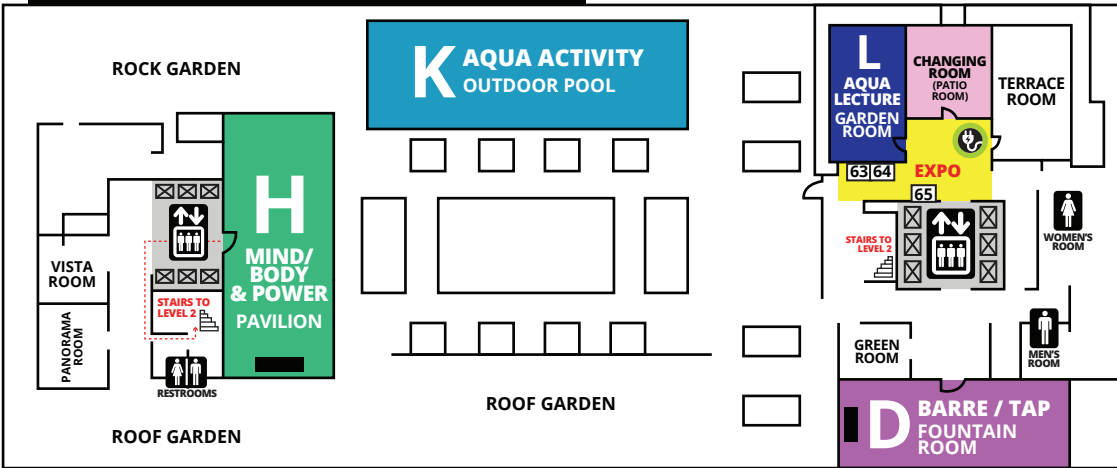 ROCK GARDEN
K
AQUA ACTIVITY
OUTDOOR POOL
L
AQUA
LECTURE
GARDEN
ROOM
CHANGING
ROOM
(PATIO
ROOM)
TERRACE
ROOM
63 64
EXPO
65
H
MIND/
BODY
& POWER
PAVILION
VISTA
ROOM
PANORAMA
ROOM
STAIRS TO
LEVEL 2
RESTROOMS
STAIRS TO
LEVEL 2
WOMEN'S
ROOM
GREEN
ROOM
MEN'S
ROOM
ROOF GARDEN
ROOF GARDEN
D
BARRE / TAP
FOUNTAIN
ROOM